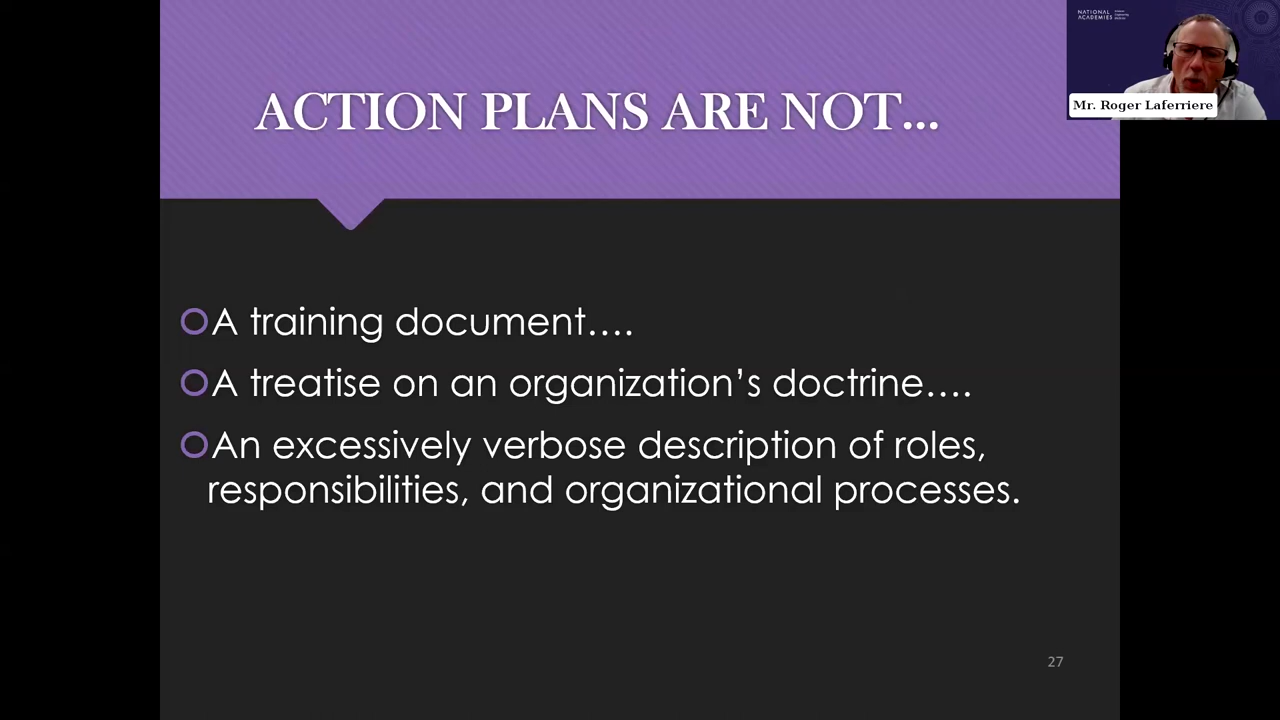 NATIONAL
ACADEMIES
Mr. Roger Laferriere
ACTION PLANS ARE NOT...
A training document....
A treatise on an organization’s doctrine....
An excessively verbose description of roles,
responsibilities, and organizational processes.
27